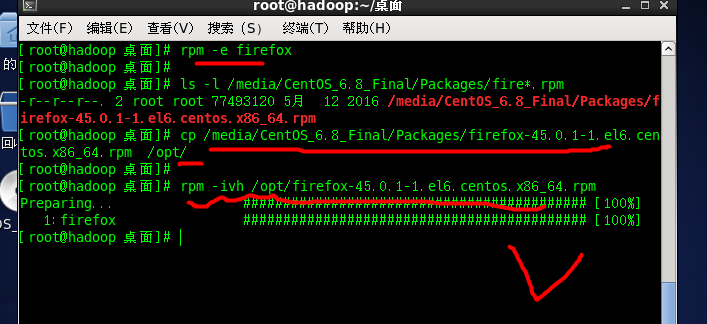 root@hadoop:~/桌面
文件(F) 编辑(E) 查看(V) 搜索 (S) 终端(T) 帮助(H)
[root@hadoop 桌面]# rpm -e firefox
[root@hadoop 桌面]#
[root@hadoop 桌面]# ls -l /media/CentOS_6.8_Final/Packages/fire*.rpm
-r--r--r--. 2 root root 77493120 5月  12 2016 /media/CentOS_6.8_Final/Packages/f
irefox-45.0.1-1.el6.centos.x86_64.rpm
[root@hadoop 桌面]# cp /media/CentOS_6.8_Final/Packages/firefox-45.0.1-1.el6.cen
tos.x86_64.rpm  /opt/
[root@hadoop 桌面]#
[root@hadoop 桌面]# rpm -ivh /opt/firefox-45.0.1-1.el6.centos.x86_64.rpm
Preparing... ########################################### [100%]
1:firefox ########################################### [100%]
[root@hadoop 桌面]#
的